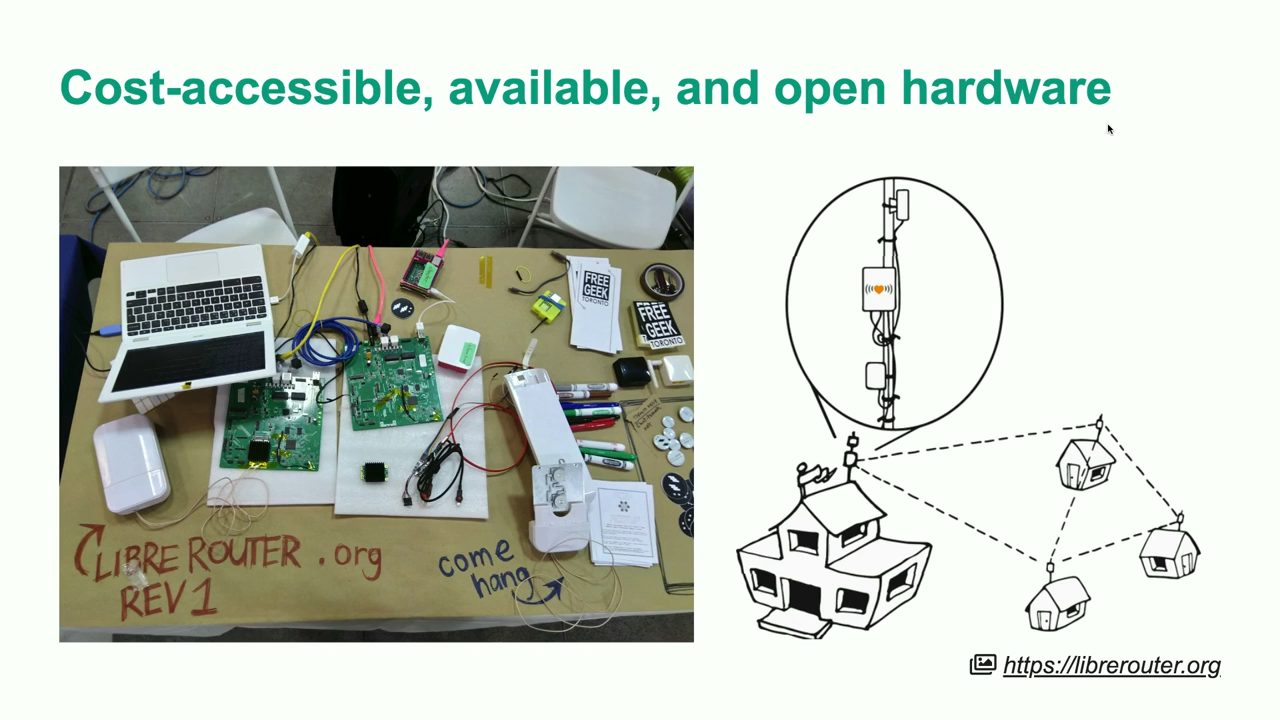 Cost-accessible, available, and open hardware
FREE
GEEK
TORONTO
FREE
GEEK
TORONTO
LIBRE ROUTER .org
REV 1
come
hang
https://librerouter.org